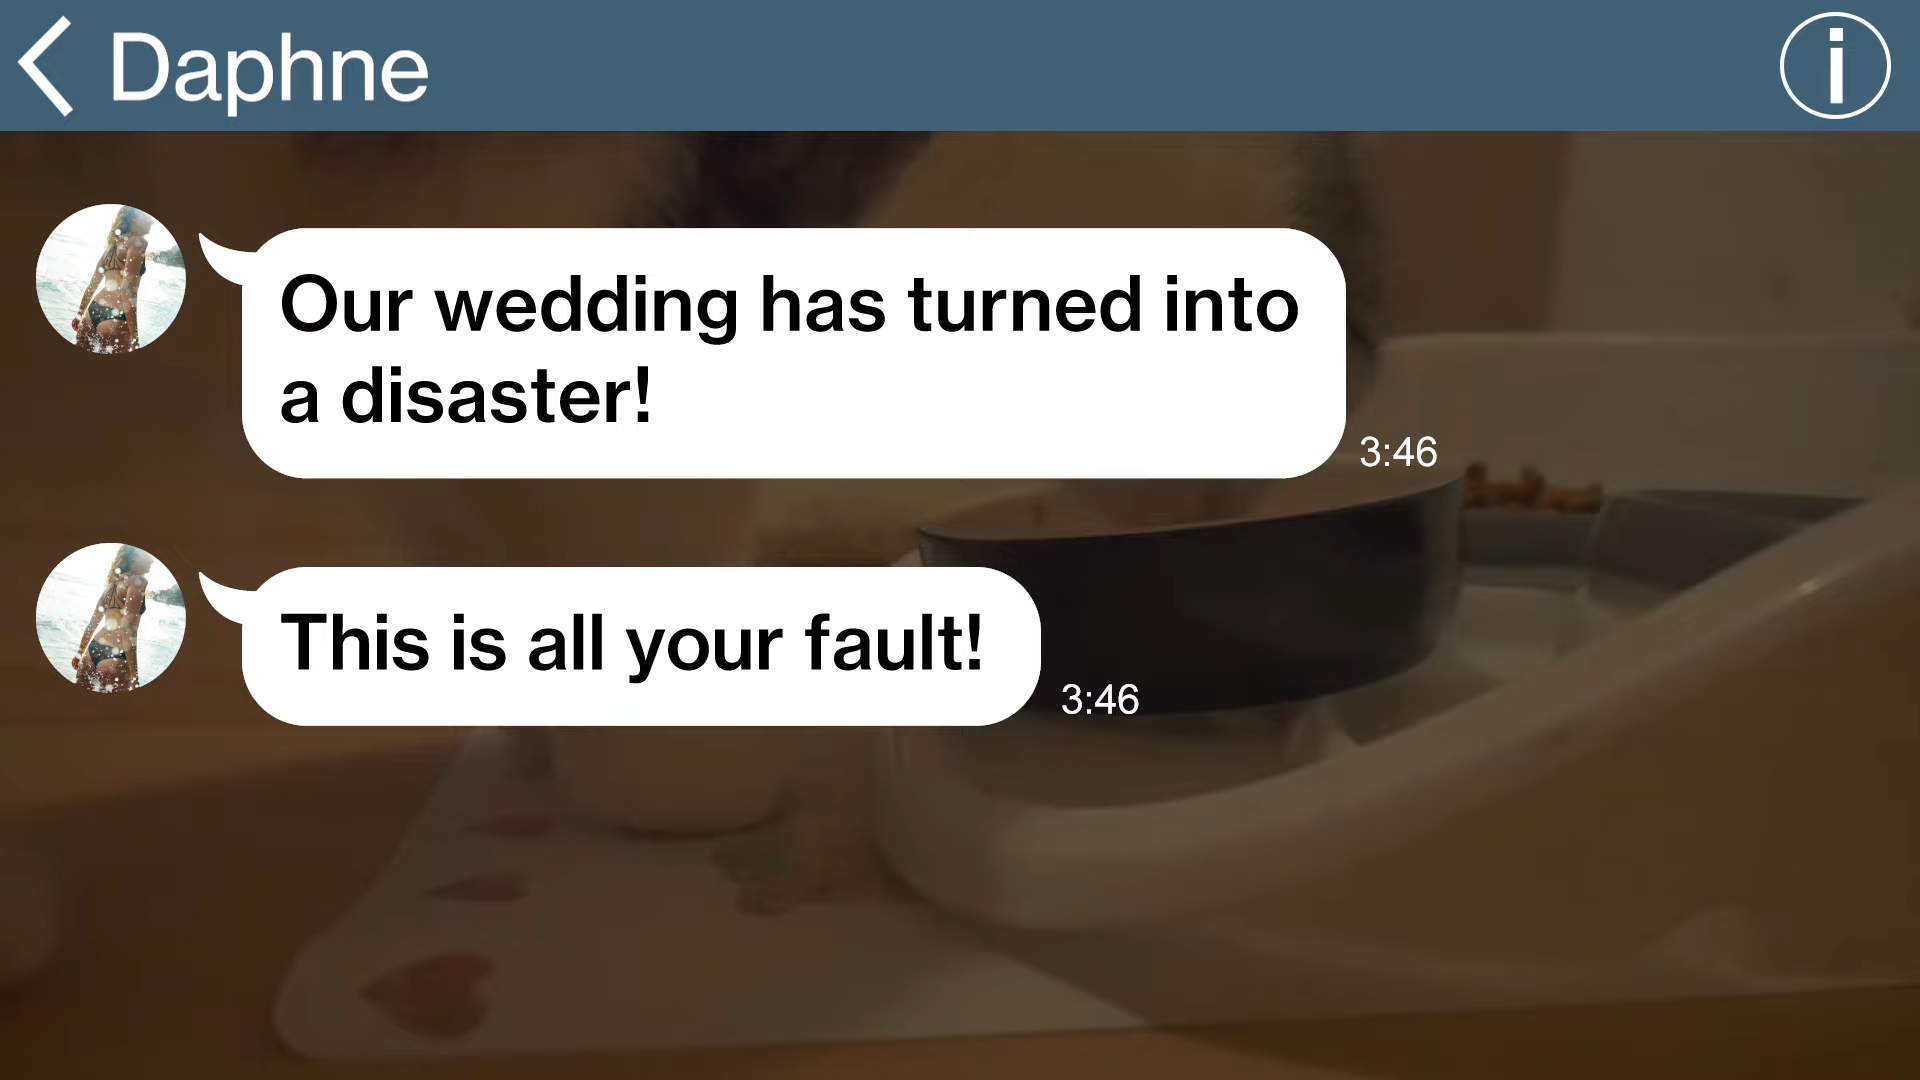 Daphne
Our wedding has turned into
a disaster!
3:46
This is all your fault!
3:46